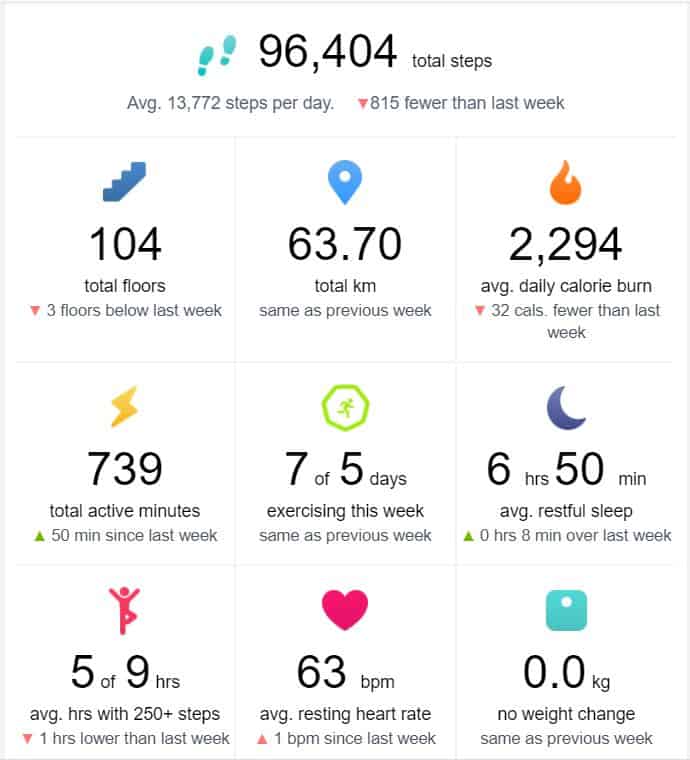 96,404 total steps
Avg. 13,772 steps per day. ▼815 fewer than last week
104
total floors
▼ 3 floors below last week
63.70
total km
same as previous week
2,294
avg. daily calorie burn
▼ 32 cals. fewer than last
week
739
total active minutes
▲ 50 min since last week
7 of 5 days
exercising this week
same as previous week
6 hrs 50 min
avg. restful sleep
▲ 0 hrs 8 min over last week
5 of 9 hrs
avg. hrs with 250+ steps
▼ 1 hrs lower than last week
63 bpm
avg. resting heart rate
▲ 1 bpm since last week
0.0 kg
no weight change
same as previous week